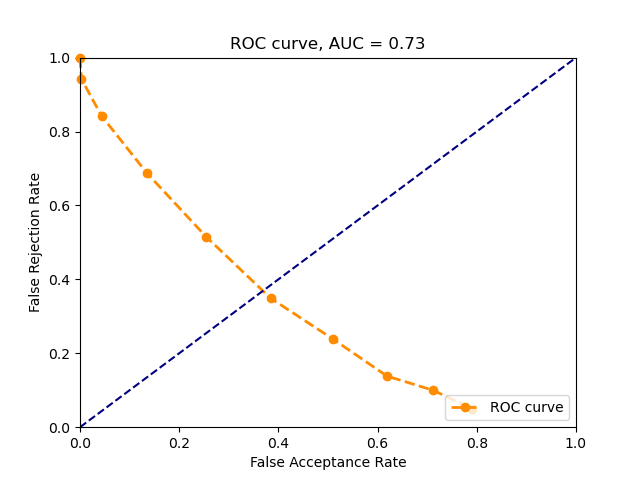 ROC curve, AUC = 0.73
1.0
0.8
0.6
0.4
0.2
0.0
False Rejection Rate
ROC curve
0.0 0.2 0.4 0.6 0.8 1.0
False Acceptance Rate